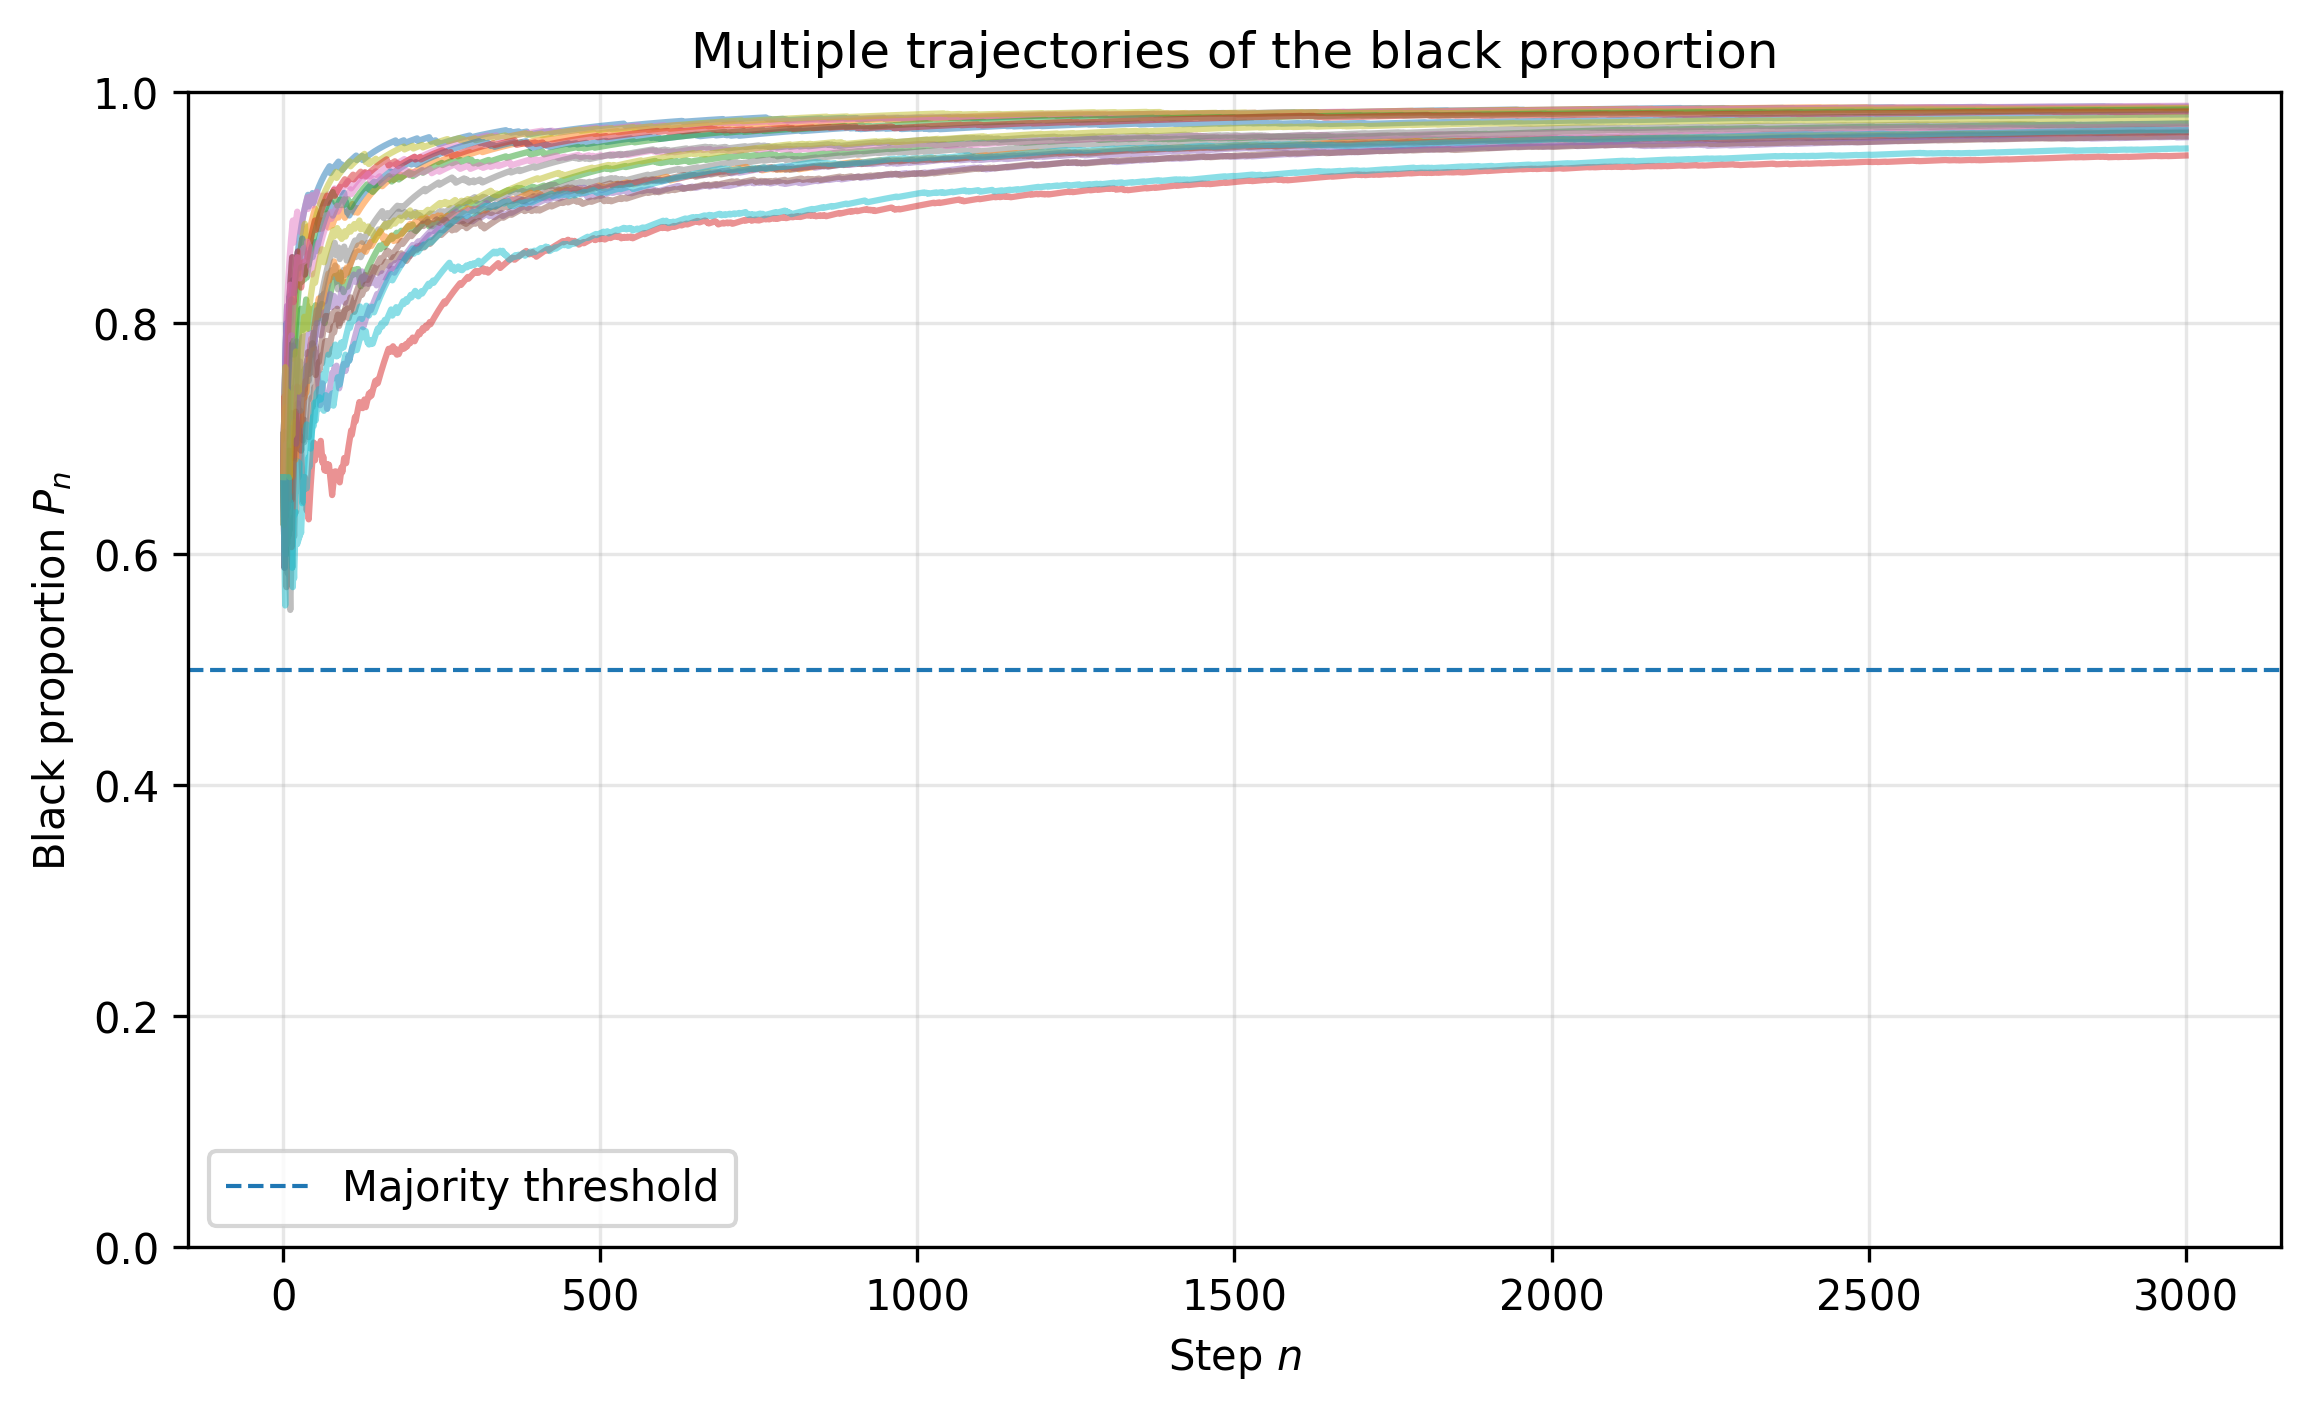 Multiple trajectories of the black proportion
1.0
0.8
0.6
0.4
0.2
0.0
Black proportion Pₙ
Majority threshold
0 500 1000 1500 2000 2500 3000
Step n